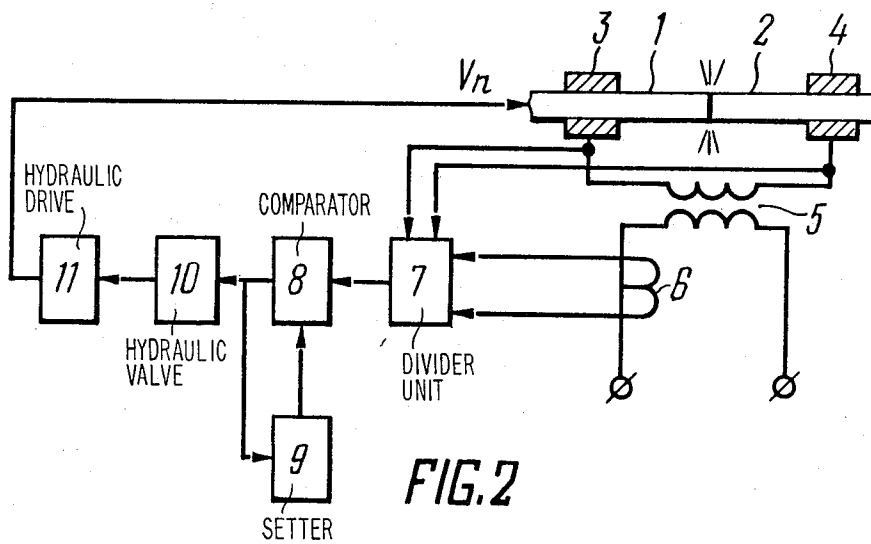 3 1 2 4
Vn
5
HYDRAULIC
DRIVE
COMPARATOR
11
10
8
7
6
HYDRAULIC
VALVE
DIVIDER
UNIT
9
SETTER
FIG.2